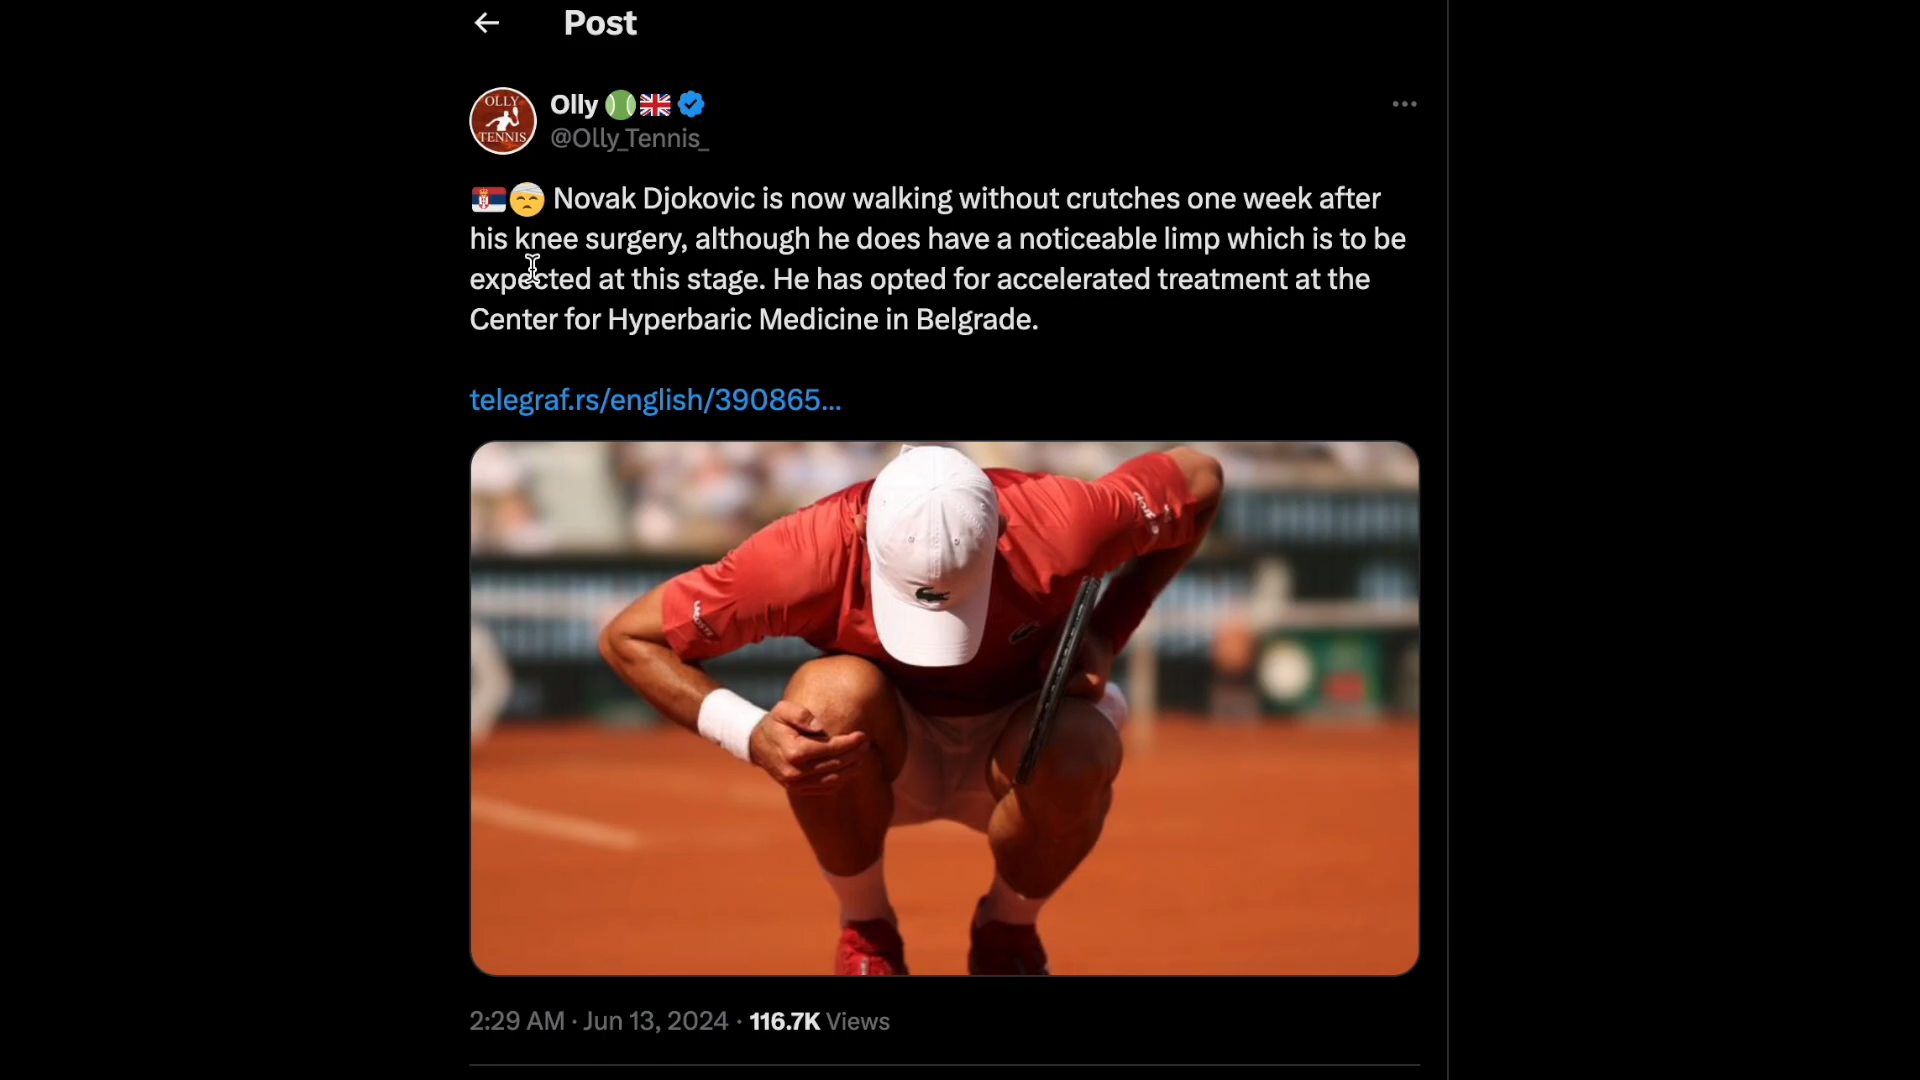 Post
OLLY
TENNIS
Olly
@Olly_Tennis_
Novak Djokovic is now walking without crutches one week after
his knee surgery, although he does have a noticeable limp which is to be
expected at this stage. He has opted for accelerated treatment at the
Center for Hyperbaric Medicine in Belgrade.
telegraf.rs/english/390865...
2:29 AM · Jun 13, 2024 · 116.7K Views